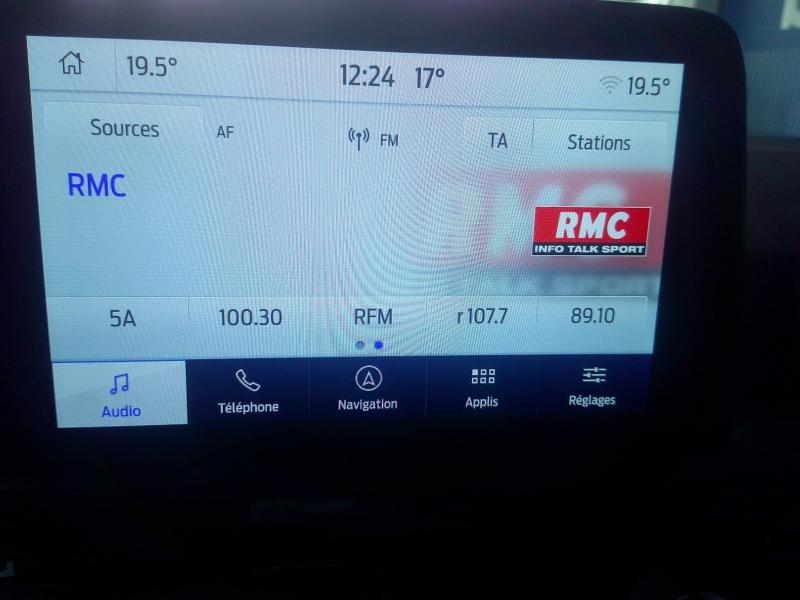 19.5° 12:24 17° 19.5°
Sources AF FM TA Stations
RMC
RMC
INFO TALK SPORT
5A 100.30 RFM r 107.7 89.10
Audio Téléphone Navigation Applis Réglages